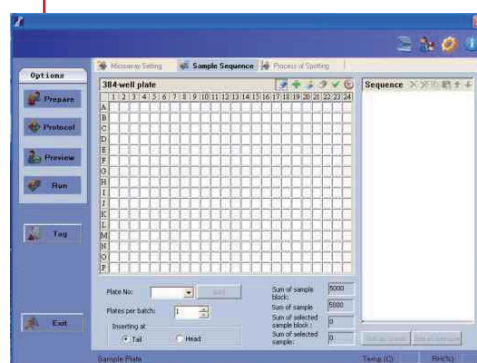 Microarray Setting Sample Sequence Process of Spotting
Options
Prepare
Protocol
Preview
Run
Tag
Exit
384-well plate
1 2 3 4 5 6 7 8 9 10 11 12 13 14 15 16 17 18 19 20 21 22 23 24
A
B
C
D
E
F
G
H
I
J
K
L
M
N
O
P
Sequence
Plate No:
Plates per batch: 1
Inserting at
Tail Head
Sum of sample block: 5000
Sum of sample 5000
Sum of selected sample block : 0
Sum of selected sample: 0
Sample Plate
Temp.(C) RH(%)